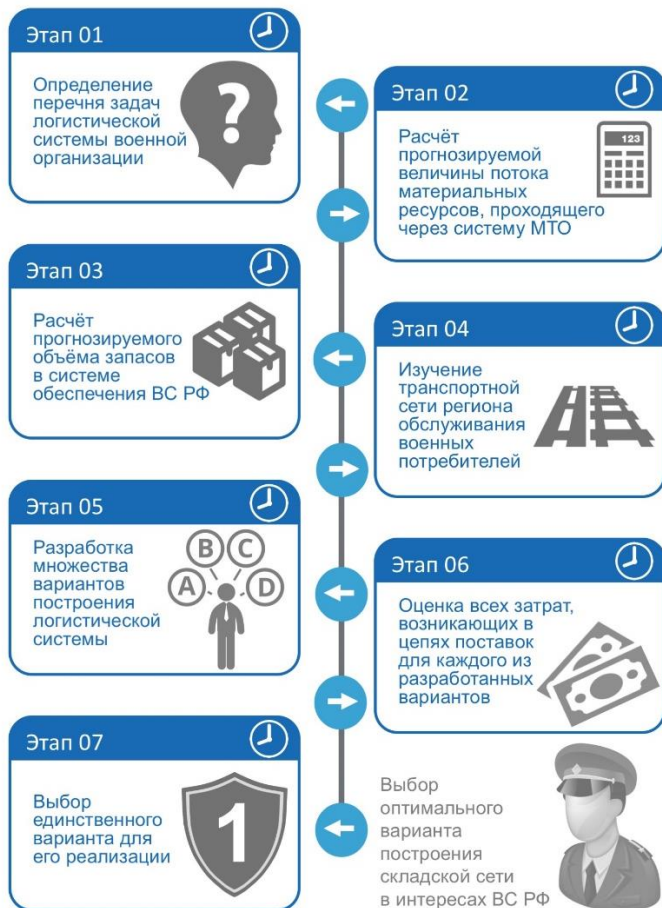 Этап 01
Определение
перечня задач
логистической
системы военной
организации
?
Этап 02
Расчёт
прогнозируемой
величины потока
материальных
ресурсов, проходящего
через систему МТО
123
Этап 03
Расчёт
прогнозируемого
объёма запасов
в системе
обеспечения ВС РФ
Этап 04
Изучение
транспортной
сети региона
обслуживания
военных
потребителей
Этап 05
Разработка
множества
вариантов
построения
логистической
системы
A B C D
Этап 06
Оценка всех затрат,
возникающих в
цепях поставок
для каждого из
разработанных
вариантов
Этап 07
Выбор
единственного
варианта для
его реализации
1
Выбор
оптимального
варианта
построения
складской сети
в интересах ВС РФ